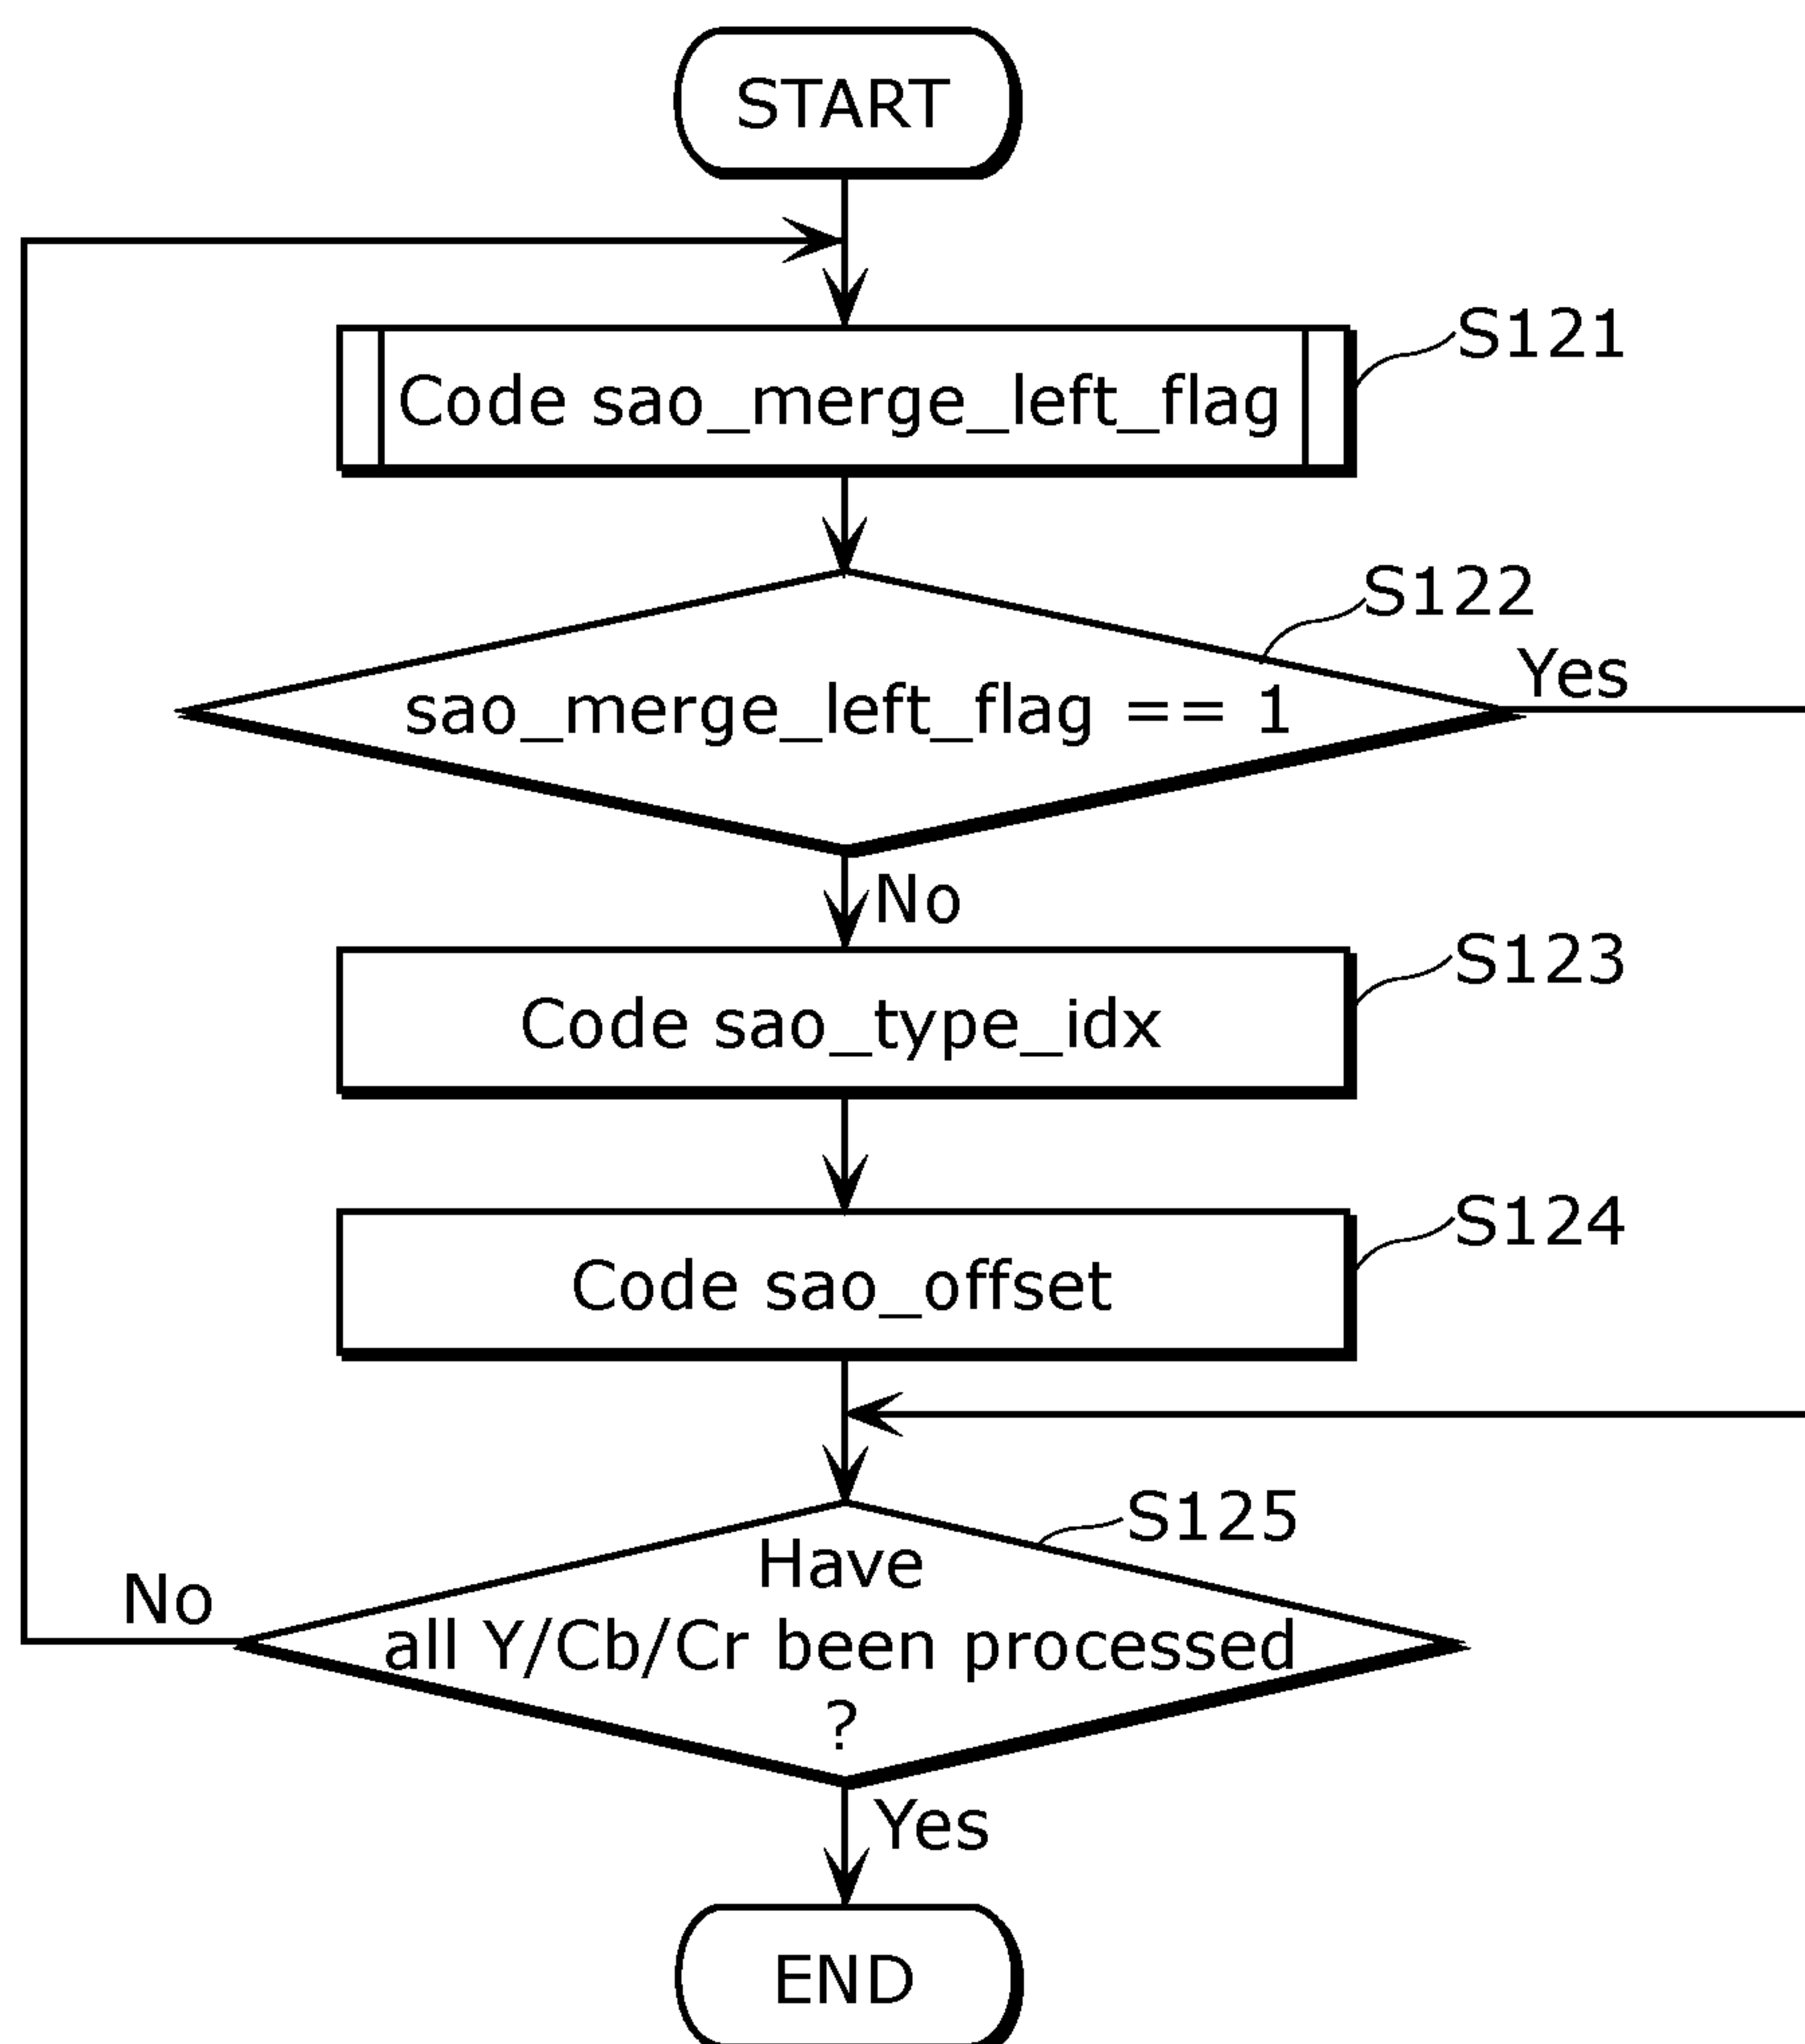 START
S121
Code sao_merge_left_flag
S122
Yes
sao_merge_left_flag == 1
No
S123
Code sao_type_idx
S124
Code sao_offset
S125
Have
No
all Y/Cb/Cr been processed
?
Yes
END